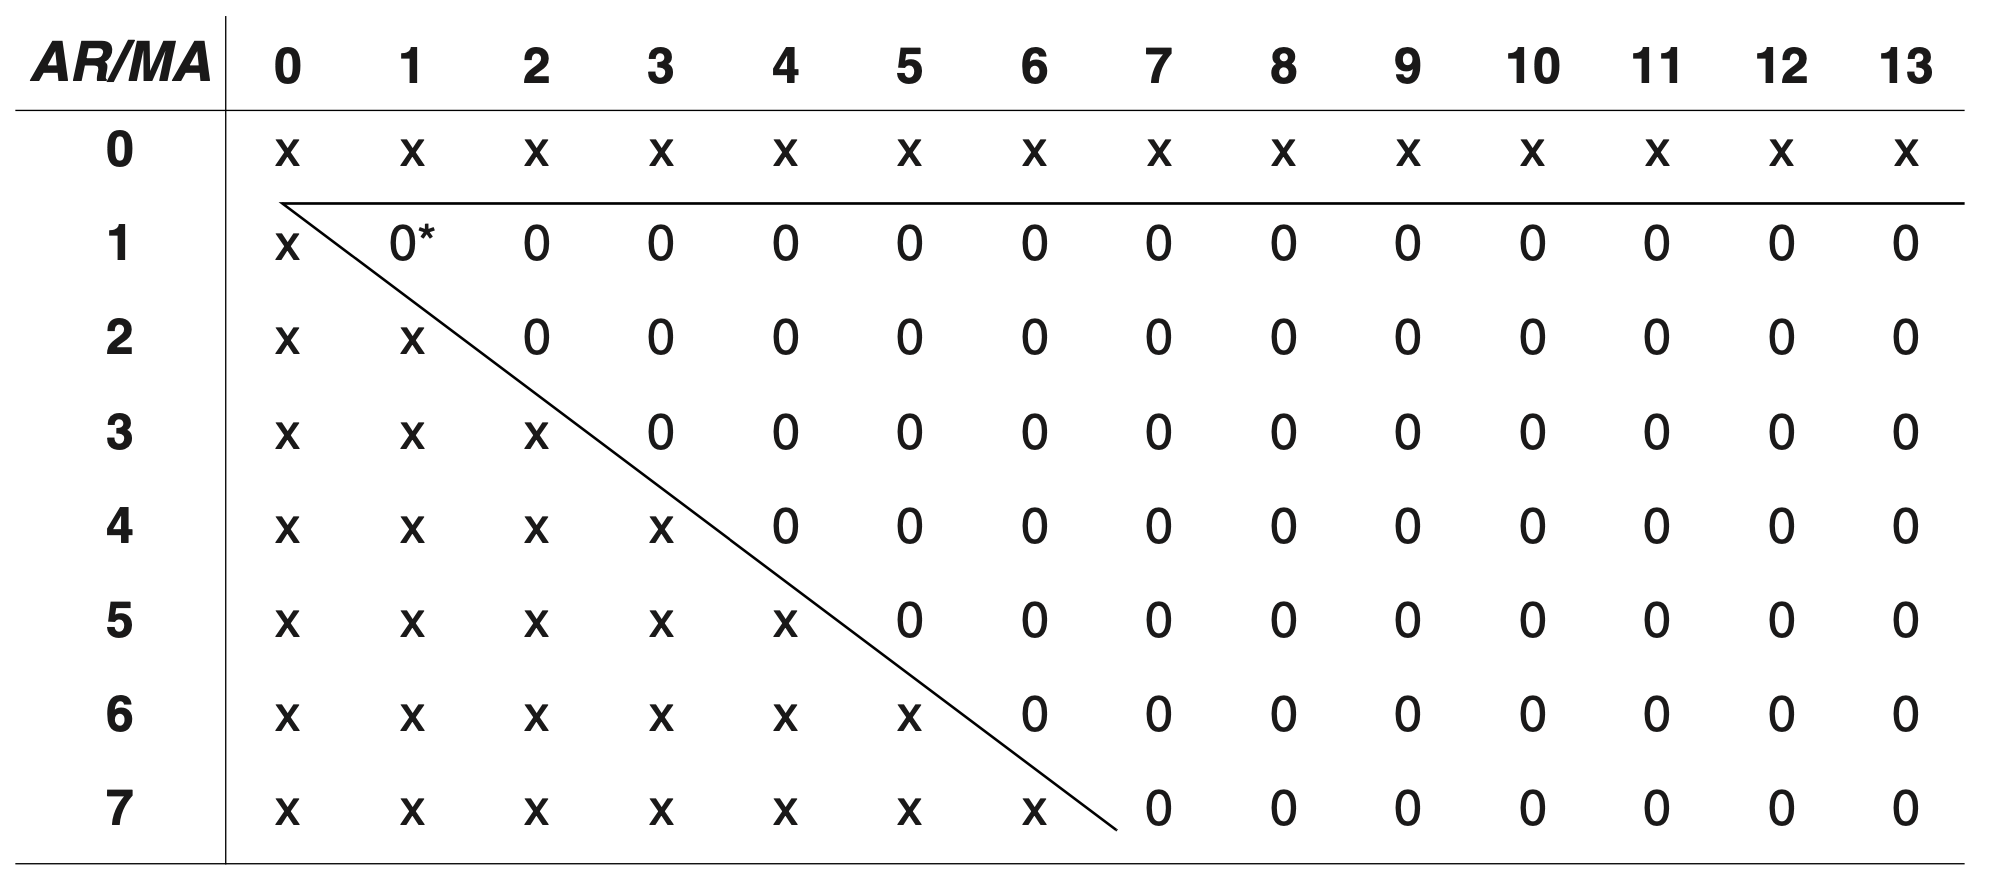 AR/MA 0 1 2 3 4 5 6 7 8 9 10 11 12 13
0 x x x x x x x x x x x x x x
1 x 0* 0 0 0 0 0 0 0 0 0 0 0 0
2 x x 0 0 0 0 0 0 0 0 0 0 0 0
3 x x x 0 0 0 0 0 0 0 0 0 0 0
4 x x x x 0 0 0 0 0 0 0 0 0 0
5 x x x x x 0 0 0 0 0 0 0 0 0
6 x x x x x x 0 0 0 0 0 0 0 0
7 x x x x x x x 0 0 0 0 0 0 0